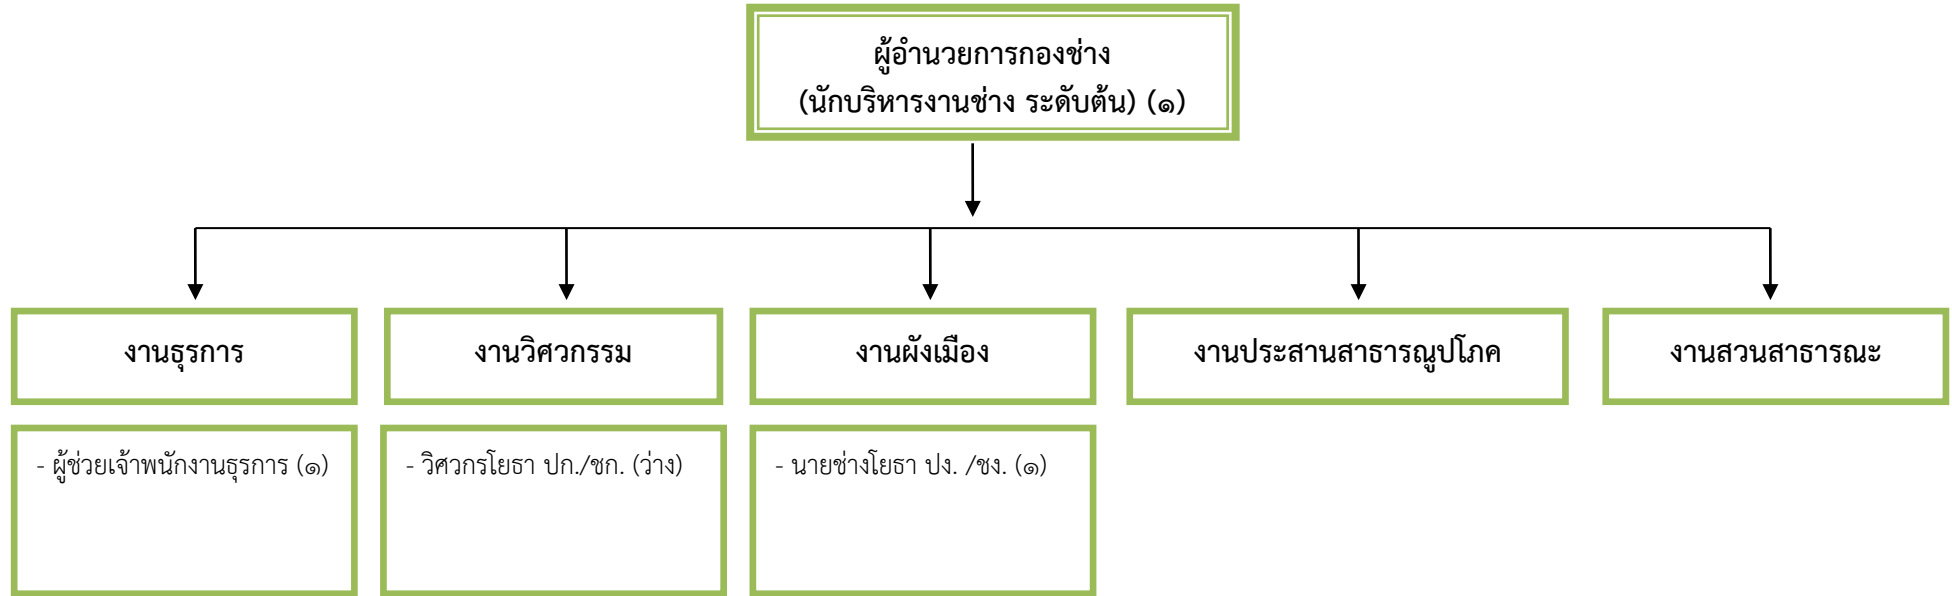 ผู้อำนวยการกองช่าง
(นักบริหารงานช่าง ระดับต้น) (๑)
งานธุรการ
งานวิศวกรรม
งานผังเมือง
งานประสานสาธารณูปโภค
งานสวนสาธารณะ
- ผู้ช่วยเจ้าพนักงานธุรการ (๑)
- วิศวกรโยธา ปก./ชก. (ว่าง)
- นายช่างโยธา ปง. /ชง. (๑)